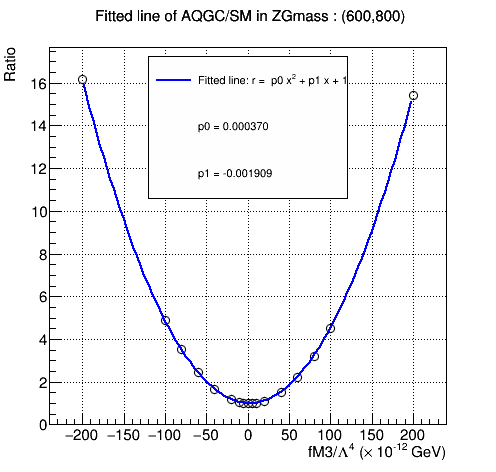 Fitted line of AQGC/SM in ZGmass : (600,800)
Ratio
Fitted line: r = p0 x² + p1 x + 1
p0 = 0.000370
p1 = -0.001909
16
14
12
10
8
6
4
2
0
−200 −150 −100 −50 0 50 100 150 200
fM3/Λ⁴ (× 10⁻¹² GeV)